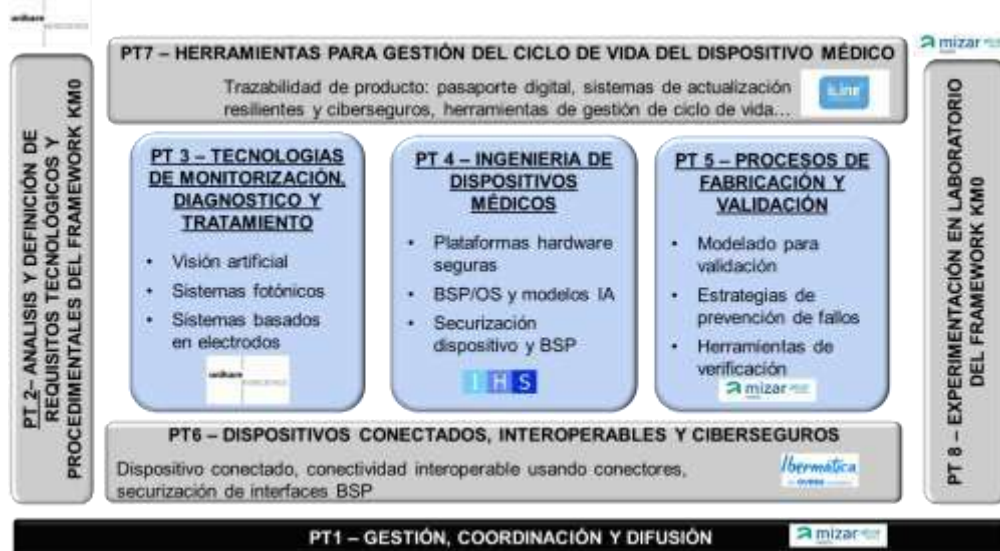 unikare
mizar
PT7 – HERRAMIENTAS PARA GESTIÓN DEL CICLO DE VIDA DEL DISPOSITIVO MÉDICO
Trazabilidad de producto: pasaporte digital, sistemas de actualización
resilientes y ciberseguros, herramientas de gestión de ciclo de vida...
iLine
PT 2– ANALISIS Y DEFINICIÓN DE
REQUISITOS TECNOLÓGICOS Y
PROCEDIMENTALES DEL FRAMEWORK KM0
PT 3 – TECNOLOGIAS
DE MONITORIZACIÓN,
DIAGNOSTICO Y
TRATAMIENTO
• Visión artificial
• Sistemas fotónicos
• Sistemas basados
en electrodos
unikare
PT 4 – INGENIERIA DE
DISPOSITIVOS
MÉDICOS
• Plataformas hardware
seguras
• BSP/OS y modelos IA
• Securización
dispositivo y BSP
IHS
PT 5 – PROCESOS DE
FABRICACIÓN Y
VALIDACIÓN
• Modelado para
validación
• Estrategias de
prevención de fallos
• Herramientas de
verificación
mizar
PT 8 – EXPERIMENTACIÓN EN LABORATORIO
DEL FRAMEWORK KM0
PT6 – DISPOSITIVOS CONECTADOS, INTEROPERABLES Y CIBERSEGUROS
Dispositivo conectado, conectividad interoperable usando conectores,
securización de interfaces BSP
Ibermática
PT1 – GESTIÓN, COORDINACIÓN Y DIFUSIÓN
mizar